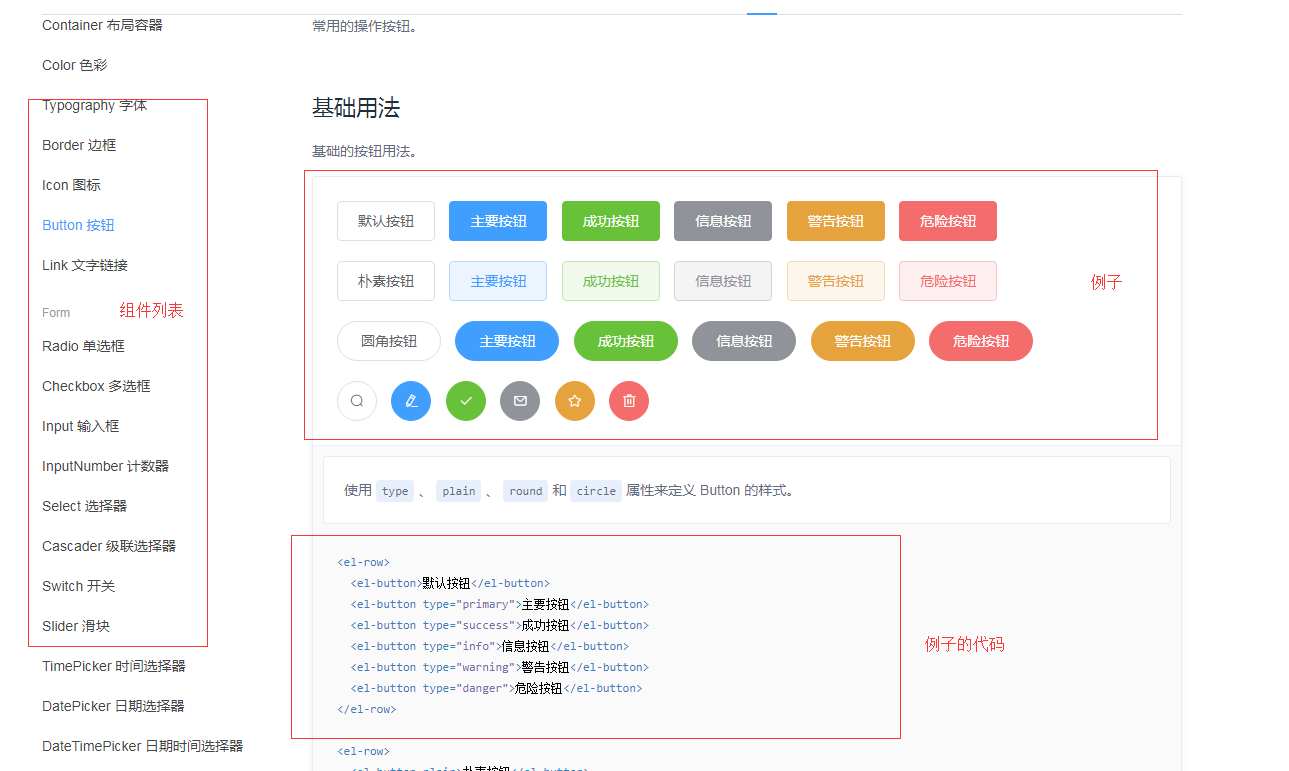 Container 布局容器
Color 色彩
Typography 字体
Border 边框
Icon 图标
Button 按钮
Link 文字链接
Form
组件列表
Radio 单选框
Checkbox 多选框
Input 输入框
InputNumber 计数器
Select 选择器
Cascader 级联选择器
Switch 开关
Slider 滑块
TimePicker 时间选择器
DatePicker 日期选择器
DateTimePicker 日期时间选择器
常用的操作按钮。
基础用法
基础的按钮用法。
默认按钮 主要按钮 成功按钮 信息按钮 警告按钮 危险按钮
朴素按钮 主要按钮 成功按钮 信息按钮 警告按钮 危险按钮
例子
圆角按钮 主要按钮 成功按钮 信息按钮 警告按钮 危险按钮
使用 type 、 plain 、 round 和 circle 属性来定义 Button 的样式。
<el-row>
<el-button>默认按钮</el-button>
<el-button type="primary">主要按钮</el-button>
<el-button type="success">成功按钮</el-button>
<el-button type="info">信息按钮</el-button>
<el-button type="warning">警告按钮</el-button>
<el-button type="danger">危险按钮</el-button>
</el-row>
例子的代码
<el-row>
<el-button plain>朴素按钮</el-button>